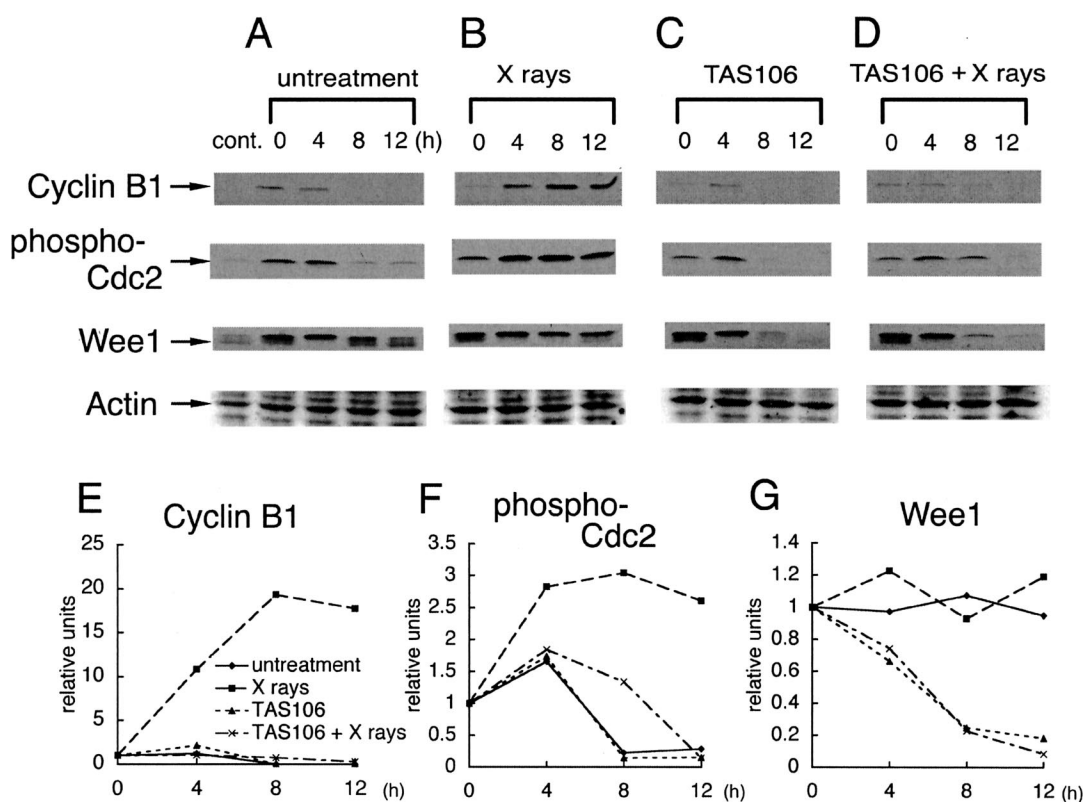 A B C D
untreatment X rays TAS106 TAS106 + X rays
cont. 0 4 8 12 (h) 0 4 8 12 0 4 8 12 0 4 8 12
Cyclin B1
phospho-
Cdc2
Wee1
Actin
E Cyclin B1
25
20
15
10
5
0
relative units
0 4 8 12 (h)
untreatment
X rays
TAS106
TAS106 + X rays
F phospho-
Cdc2
3.5
3
2.5
2
1.5
1
0.5
0
relative units
0 4 8 12 (h)
G Wee1
1.4
1.2
1
0.8
0.6
0.4
0.2
0
relative units
0 4 8 12 (h)